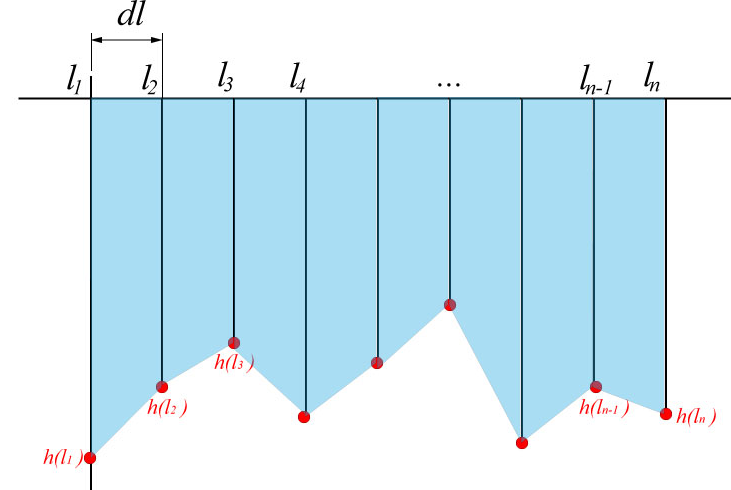 dl
l₁ l₂ l₃ l₄ ... lₙ₋₁ lₙ
h(l₃)
h(l₂) h(lₙ₋₁) h(lₙ)
h(l₁)